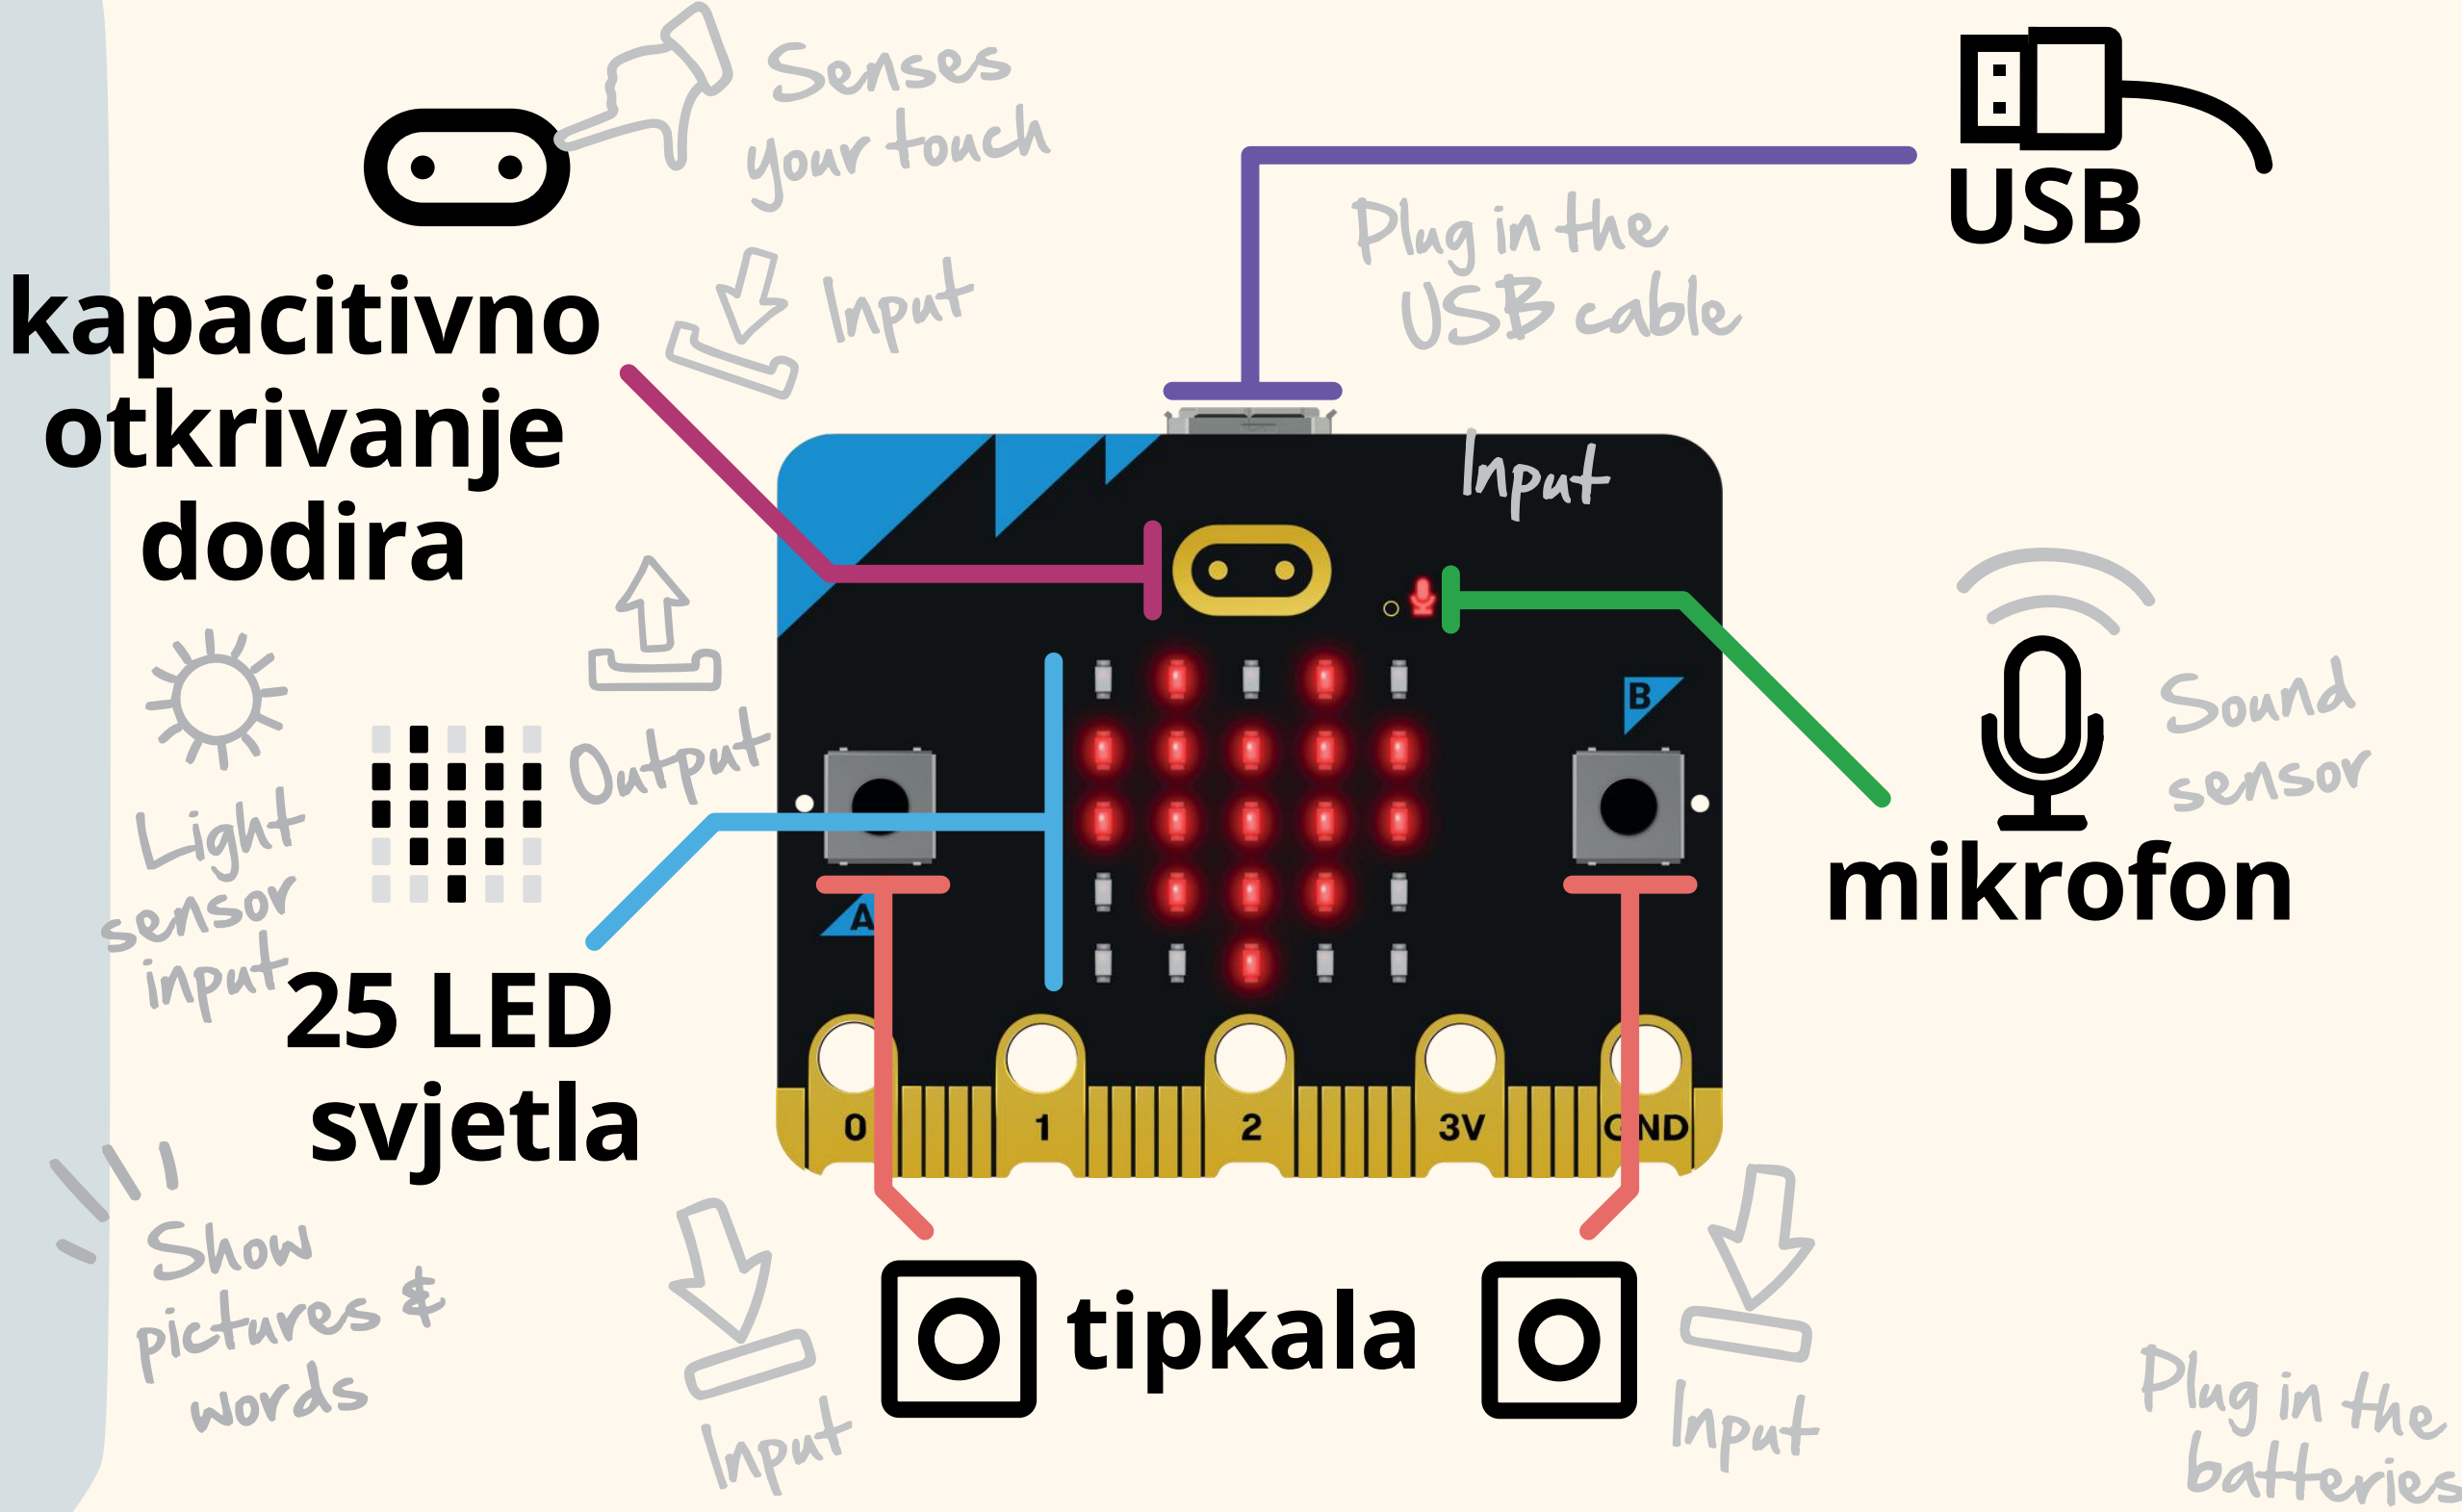 Senses
your touch
Input
kapacitivno
otkrivanje
dodira
USB
Plug in the
USB cable
Input
Output
Light
sensor
input
25 LED
svjetla
Show
pictures &
words
B
A
Sound
sensor
mikrofon
0 1 2 3V GND
tipkala
Input
Input
Plug in the
batteries